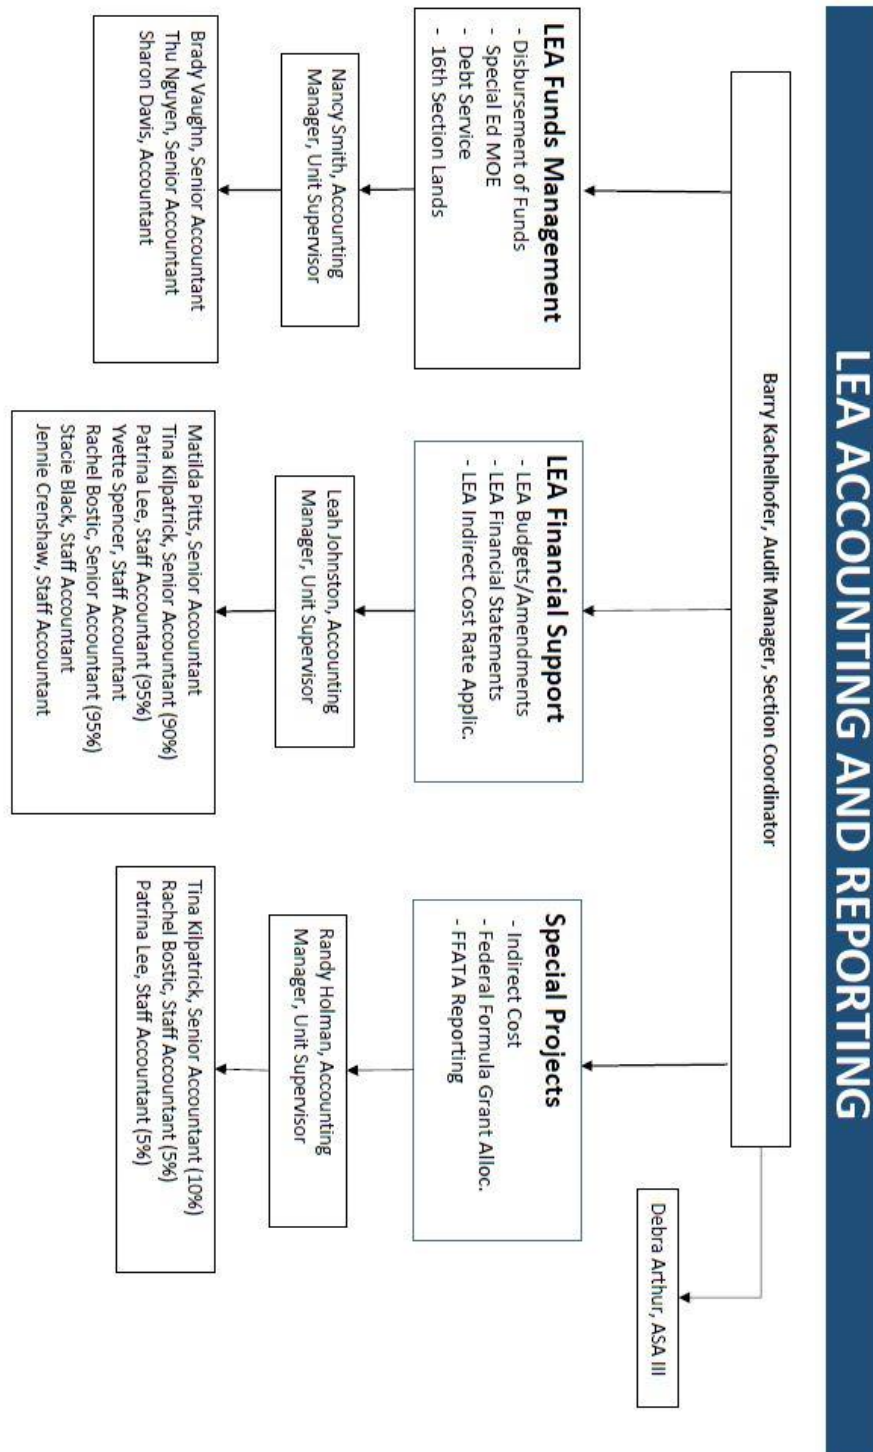 LEA ACCOUNTING AND REPORTING
Barry Kachelhofer, Audit Manager, Section Coordinator
Debra Arthur, ASA III
LEA Funds Management
- Disbursement of Funds
- Special Ed MOE
- Debt Service
- 16th Section Lands
Nancy Smith, Accounting
Manager, Unit Supervisor
Brady Vaughn, Senior Accountant
Thu Nguyen, Senior Accountant
Sharon Davis, Accountant
LEA Financial Support
- LEA Budgets/Amendments
- LEA Financial Statements
- LEA Indirect Cost Rate Applic.
Leah Johnston, Accounting
Manager, Unit Supervisor
Matilda Pitts, Senior Accountant
Tina Kilpatrick, Senior Accountant (90%)
Patrina Lee, Staff Accountant (95%)
Yvette Spencer, Staff Accountant
Rachel Bostic, Senior Accountant (95%)
Stacie Black, Staff Accountant
Jennie Crenshaw, Staff Accountant
Special Projects
- Indirect Cost
- Federal Formula Grant Alloc.
- FFATA Reporting
Randy Holman, Accounting
Manager, Unit Supervisor
Tina Kilpatrick, Senior Accountant (10%)
Rachel Bostic, Staff Accountant (5%)
Patrina Lee, Staff Accountant (5%)